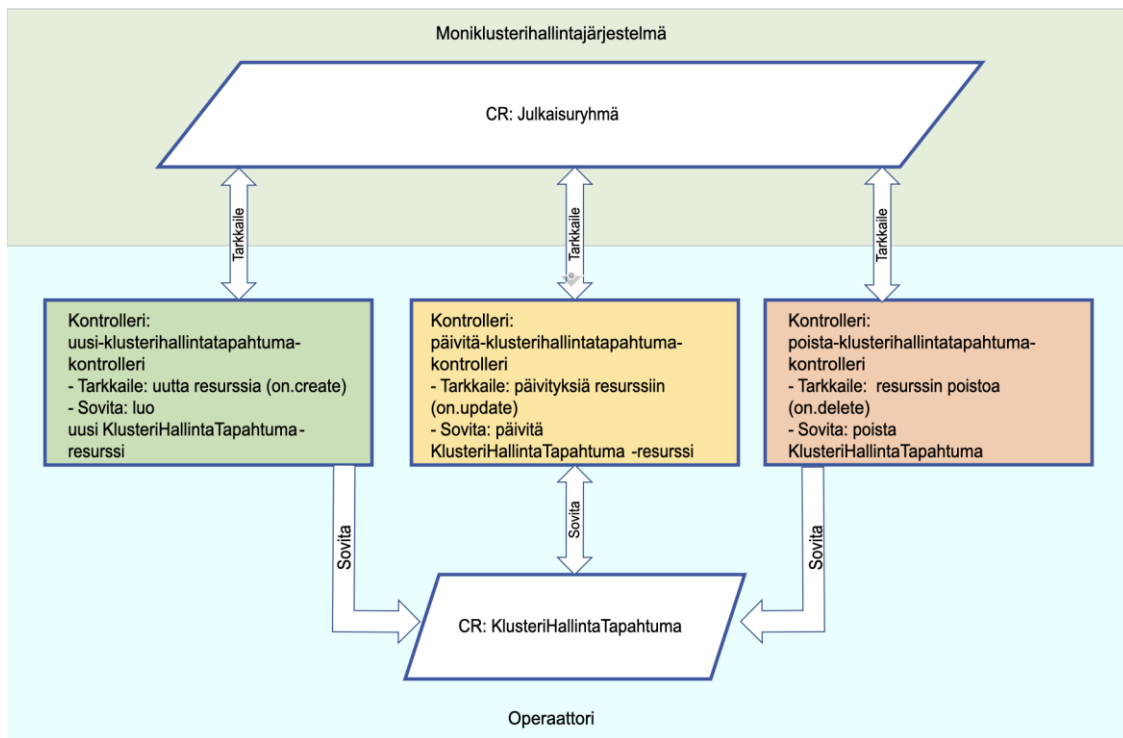 Moniklusterihallintajärjestelmä
CR: Julkaisuryhmä
Tarkkaile
Tarkkaile
Tarkkaile
Kontrolleri:
uusi-klusterihallintatapahtuma-
kontrolleri
- Tarkkaile: uutta resurssia (on.create)
- Sovita: luo
uusi KlusteriHallintaTapahtuma-
resurssi
Kontrolleri:
päivitä-klusterihallintatapahtuma-
kontrolleri
- Tarkkaile: päivityksiä resurssiin
(on.update)
- Sovita: päivitä
KlusteriHallintaTapahtuma -resurssi
Kontrolleri:
poista-klusterihallintatapahtuma-
kontrolleri
- Tarkkaile: resurssin poistoa
(on.delete)
- Sovita: poista
KlusteriHallintaTapahtuma
Sovita
Sovita
Sovita
CR: KlusteriHallintaTapahtuma
Operaattori